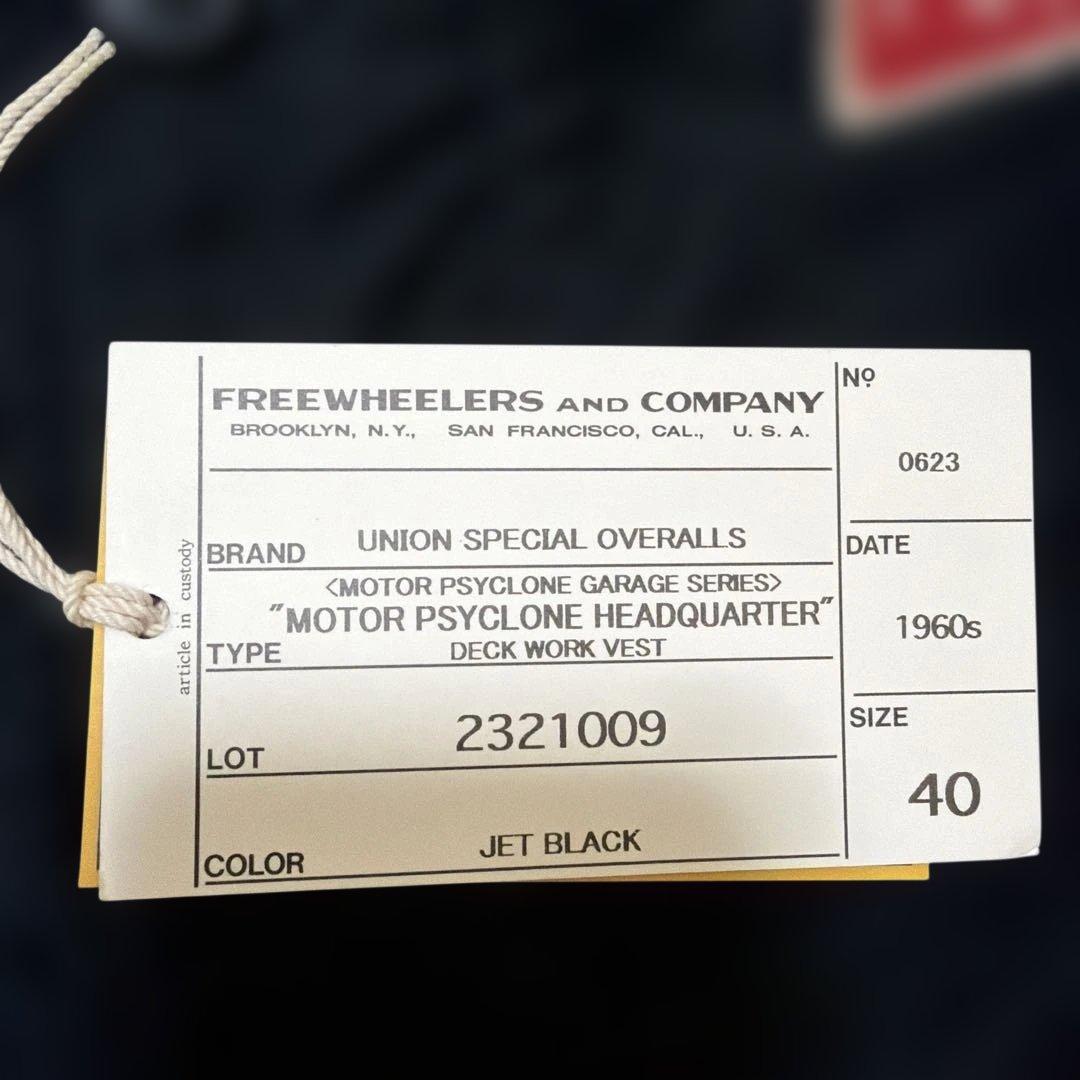 FREEWHEELERS AND COMPANY
BROOKLYN, N.Y., SAN FRANCISCO, CAL., U. S. A.
BRAND UNION SPECIAL OVERALLS
<MOTOR PSYCLONE GARAGE SERIES>
"MOTOR PSYCLONE HEADQUARTER"
TYPE DECK WORK VEST
LOT 2321009
COLOR JET BLACK
Nº
0623
DATE
1960s
SIZE
40
article in custody